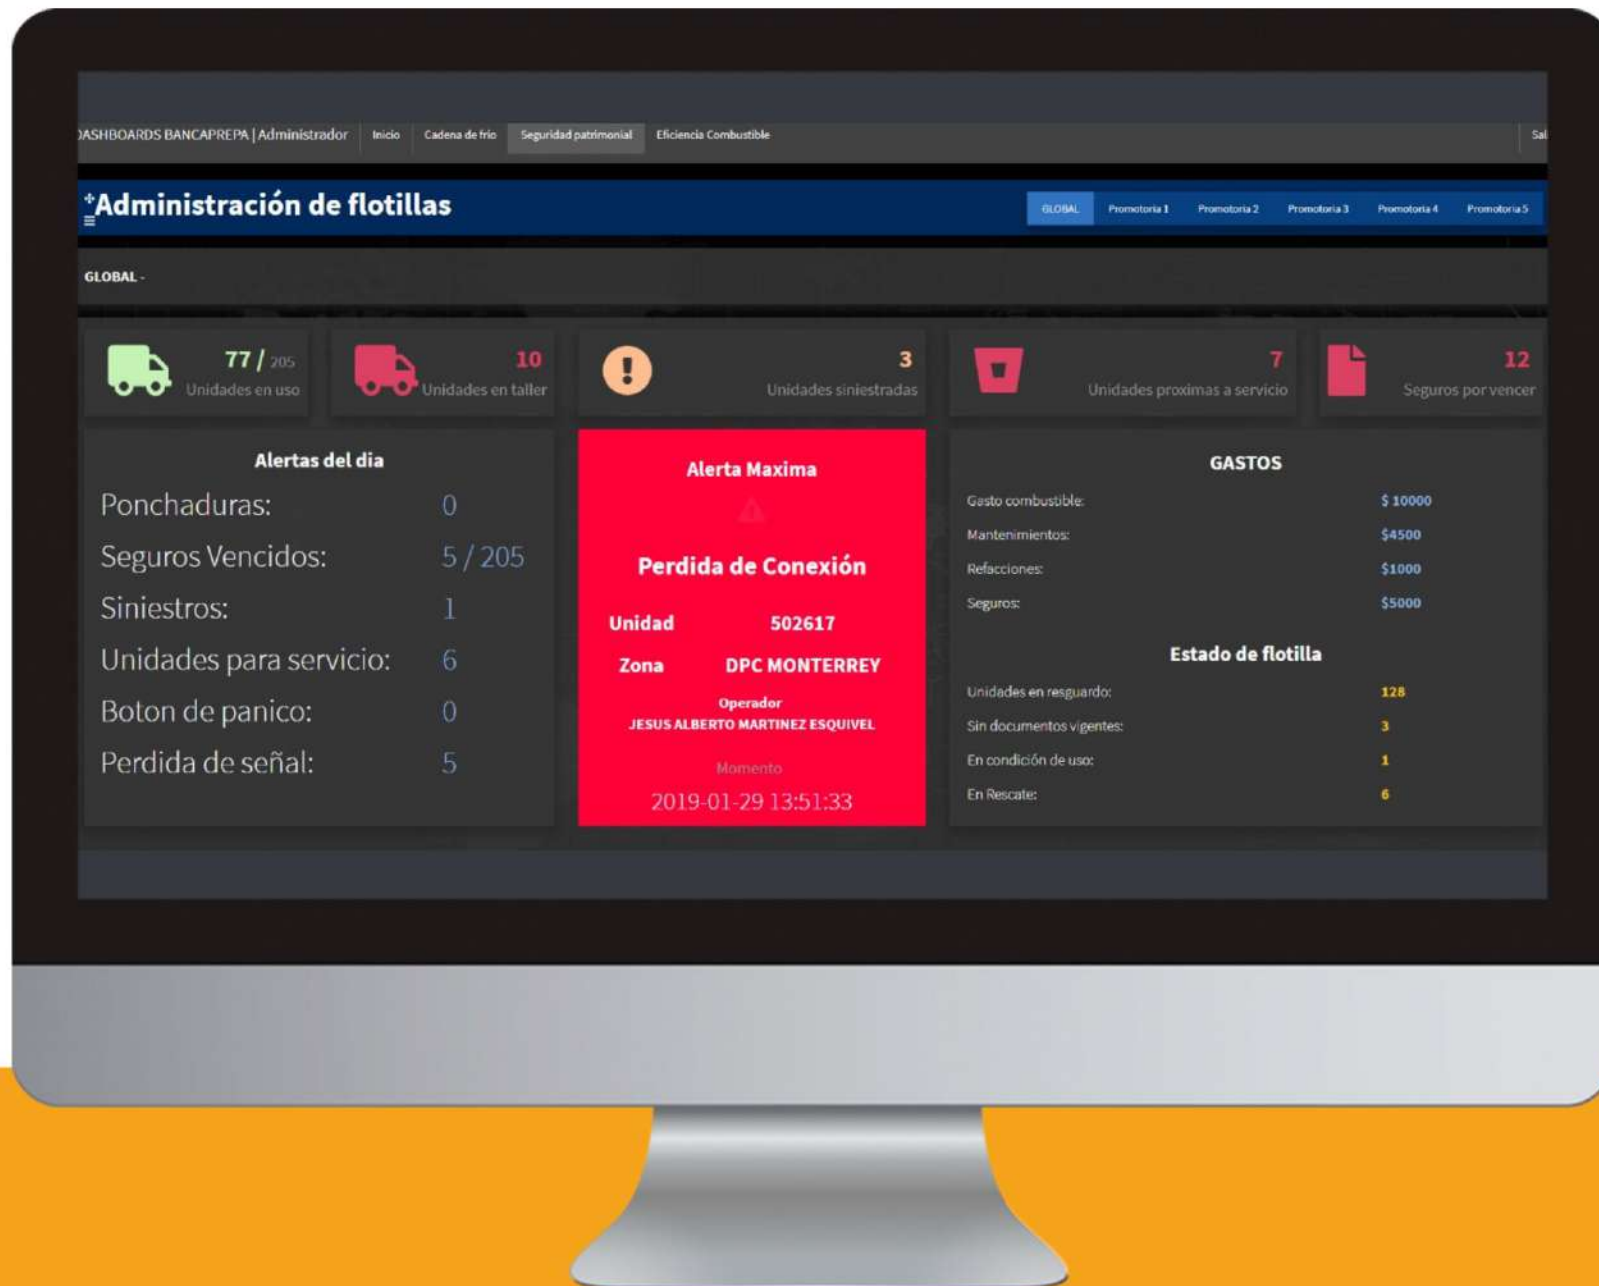 DASHBOARDS BANCAPREPA | Administrador
Inicio
Cadena de frio
Seguridad patrimonial
Eficiencia Combustible
Sal
Administración de flotillas
GLOBAL
Promotoria 1
Promotoria 2
Promotoria 3
Promotoria 4
Promotoria 5
GLOBAL -
77 / 205
Unidades en uso
10
Unidades en taller
3
Unidades siniestradas
7
Unidades proximas a servicio
12
Seguros por vencer
Alertas del dia
Ponchaduras: 0
Seguros Vencidos: 5 / 205
Siniestros: 1
Unidades para servicio: 6
Boton de panico: 0
Perdida de señal: 5
Alerta Maxima
Perdida de Conexión
Unidad 502617
Zona DPC MONTERREY
Operador
JESUS ALBERTO MARTINEZ ESQUIVEL
Momento
2019-01-29 13:51:33
GASTOS
Gasto combustible: $ 10000
Mantenimientos: $4500
Refacciones: $1000
Seguros: $5000
Estado de flotilla
Unidades en resguardo: 128
Sin documentos vigentes: 3
En condición de uso: 1
En Rescate: 6